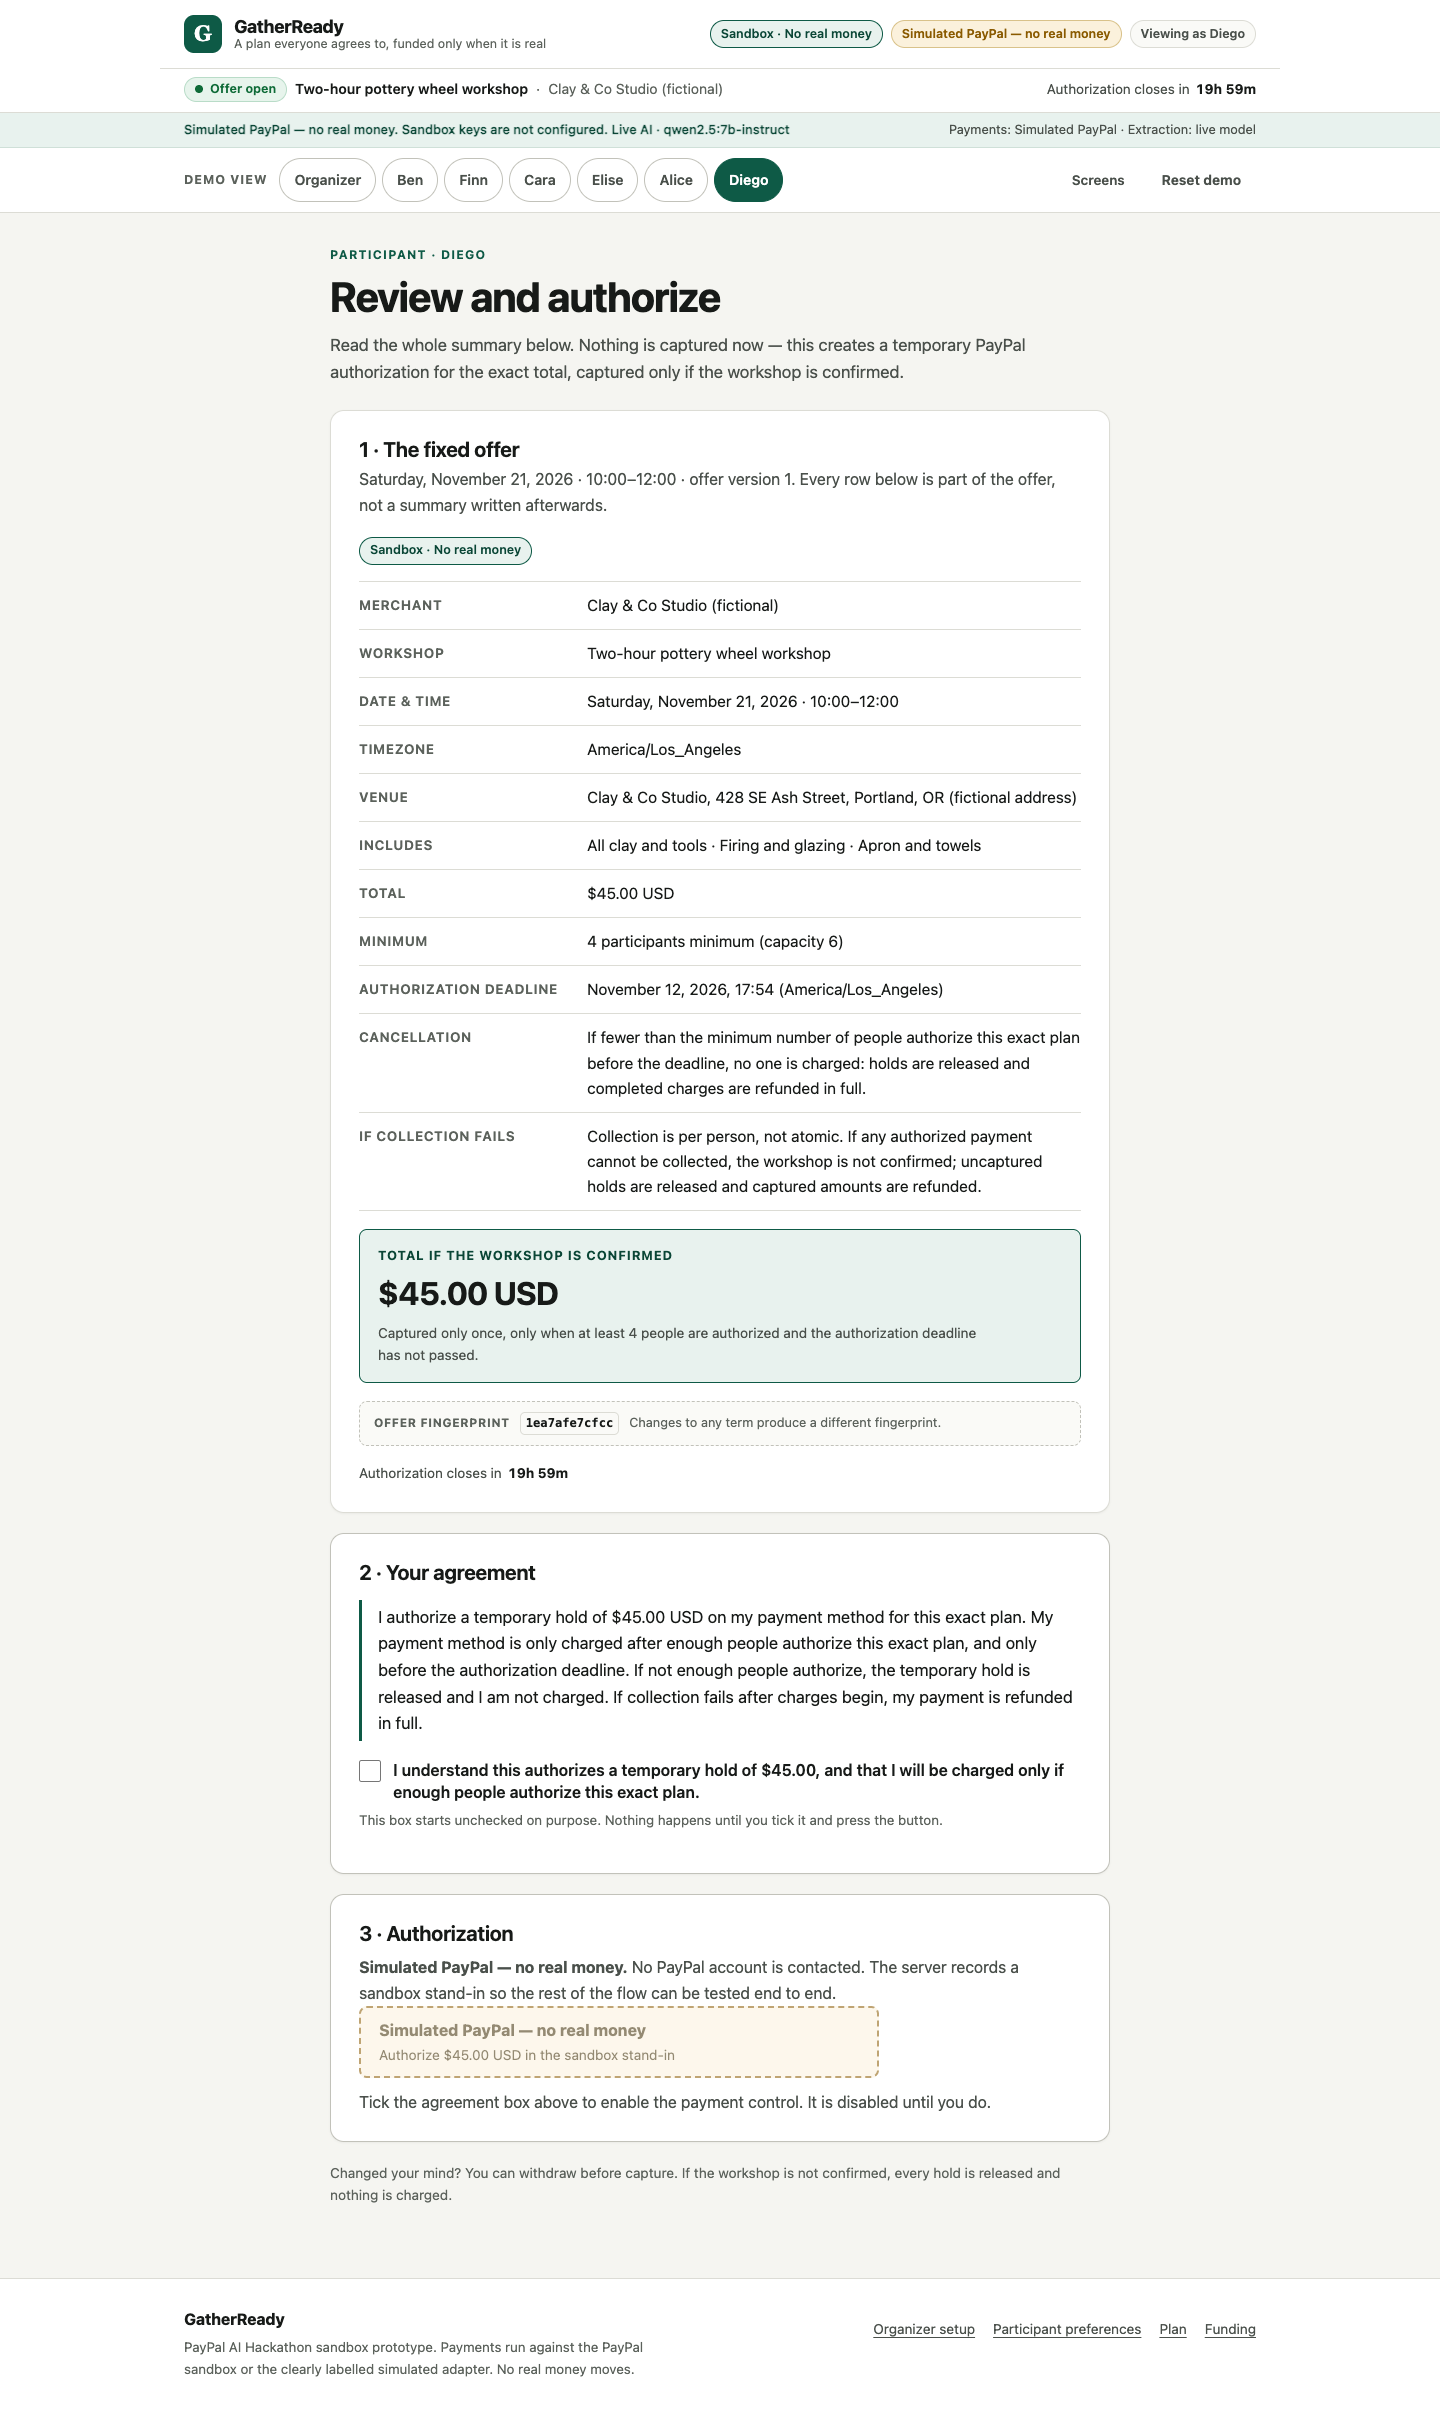 G
GatherReady
A plan everyone agrees to, funded only when it is real
Sandbox · No real money
Simulated PayPal — no real money
Viewing as Diego
Offer open
Two-hour pottery wheel workshop · Clay & Co Studio (fictional)
Authorization closes in 19h 59m
Simulated PayPal — no real money. Sandbox keys are not configured. Live AI · qwen2.5:7b-instruct
Payments: Simulated PayPal · Extraction: live model
DEMO VIEW
Organizer
Ben
Finn
Cara
Elise
Alice
Diego
Screens
Reset demo
PARTICIPANT · DIEGO
Review and authorize
Read the whole summary below. Nothing is captured now — this creates a temporary PayPal
authorization for the exact total, captured only if the workshop is confirmed.
1 · The fixed offer
Saturday, November 21, 2026 · 10:00–12:00 · offer version 1. Every row below is part of the offer,
not a summary written afterwards.
Sandbox · No real money
MERCHANT Clay & Co Studio (fictional)
WORKSHOP Two-hour pottery wheel workshop
DATE & TIME Saturday, November 21, 2026 · 10:00–12:00
TIMEZONE America/Los_Angeles
VENUE Clay & Co Studio, 428 SE Ash Street, Portland, OR (fictional address)
INCLUDES All clay and tools · Firing and glazing · Apron and towels
TOTAL $45.00 USD
MINIMUM 4 participants minimum (capacity 6)
AUTHORIZATION DEADLINE November 12, 2026, 17:54 (America/Los_Angeles)
CANCELLATION If fewer than the minimum number of people authorize this exact plan
before the deadline, no one is charged: holds are released and
completed charges are refunded in full.
IF COLLECTION FAILS Collection is per person, not atomic. If any authorized payment
cannot be collected, the workshop is not confirmed; uncaptured
holds are released and captured amounts are refunded.
TOTAL IF THE WORKSHOP IS CONFIRMED
$45.00 USD
Captured only once, only when at least 4 people are authorized and the authorization deadline
has not passed.
OFFER FINGERPRINT 1ea7afe7cfcc Changes to any term produce a different fingerprint.
Authorization closes in 19h 59m
2 · Your agreement
I authorize a temporary hold of $45.00 USD on my payment method for this exact plan. My
payment method is only charged after enough people authorize this exact plan, and only
before the authorization deadline. If not enough people authorize, the temporary hold is
released and I am not charged. If collection fails after charges begin, my payment is refunded
in full.
I understand this authorizes a temporary hold of $45.00, and that I will be charged only if
enough people authorize this exact plan.
This box starts unchecked on purpose. Nothing happens until you tick it and press the button.
3 · Authorization
Simulated PayPal — no real money. No PayPal account is contacted. The server records a
sandbox stand-in so the rest of the flow can be tested end to end.
Simulated PayPal — no real money
Authorize $45.00 USD in the sandbox stand-in
Tick the agreement box above to enable the payment control. It is disabled until you do.
Changed your mind? You can withdraw before capture. If the workshop is not confirmed, every hold is released and
nothing is charged.
GatherReady
PayPal AI Hackathon sandbox prototype. Payments run against the PayPal
sandbox or the clearly labelled simulated adapter. No real money moves.
Organizer setup
Participant preferences
Plan
Funding